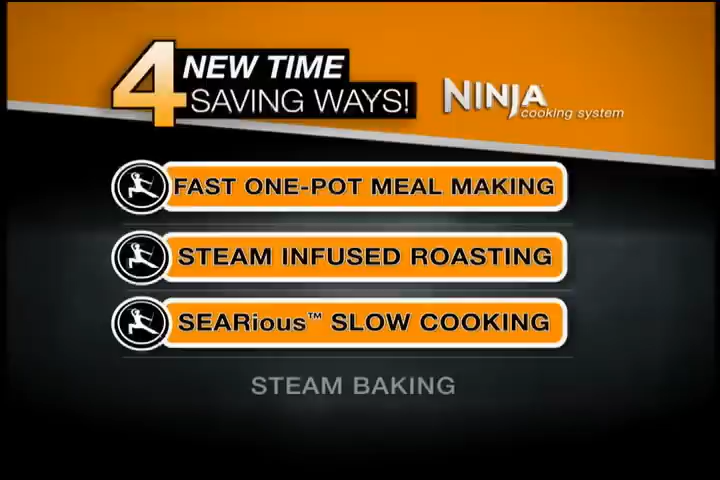 4 NEW TIME
SAVING WAYS!
NINJA
cooking system
FAST ONE-POT MEAL MAKING
STEAM INFUSED ROASTING
SEARious™ SLOW COOKING
STEAM BAKING